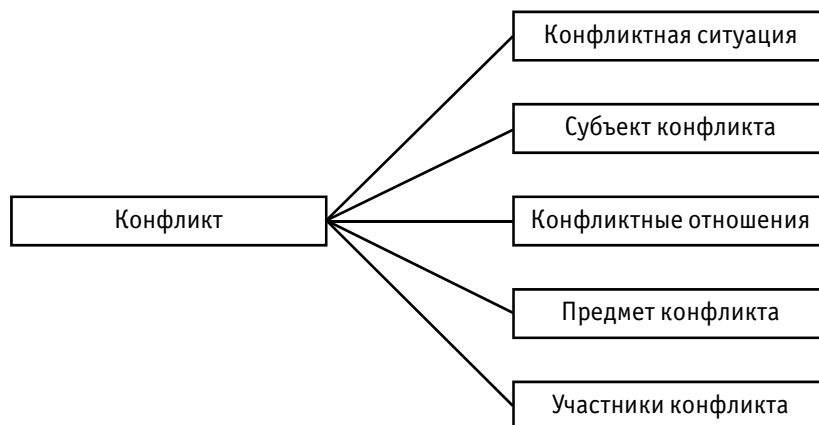 Конфликтная ситуация
Субъект конфликта
Конфликт
Конфликтные отношения
Предмет конфликта
Участники конфликта